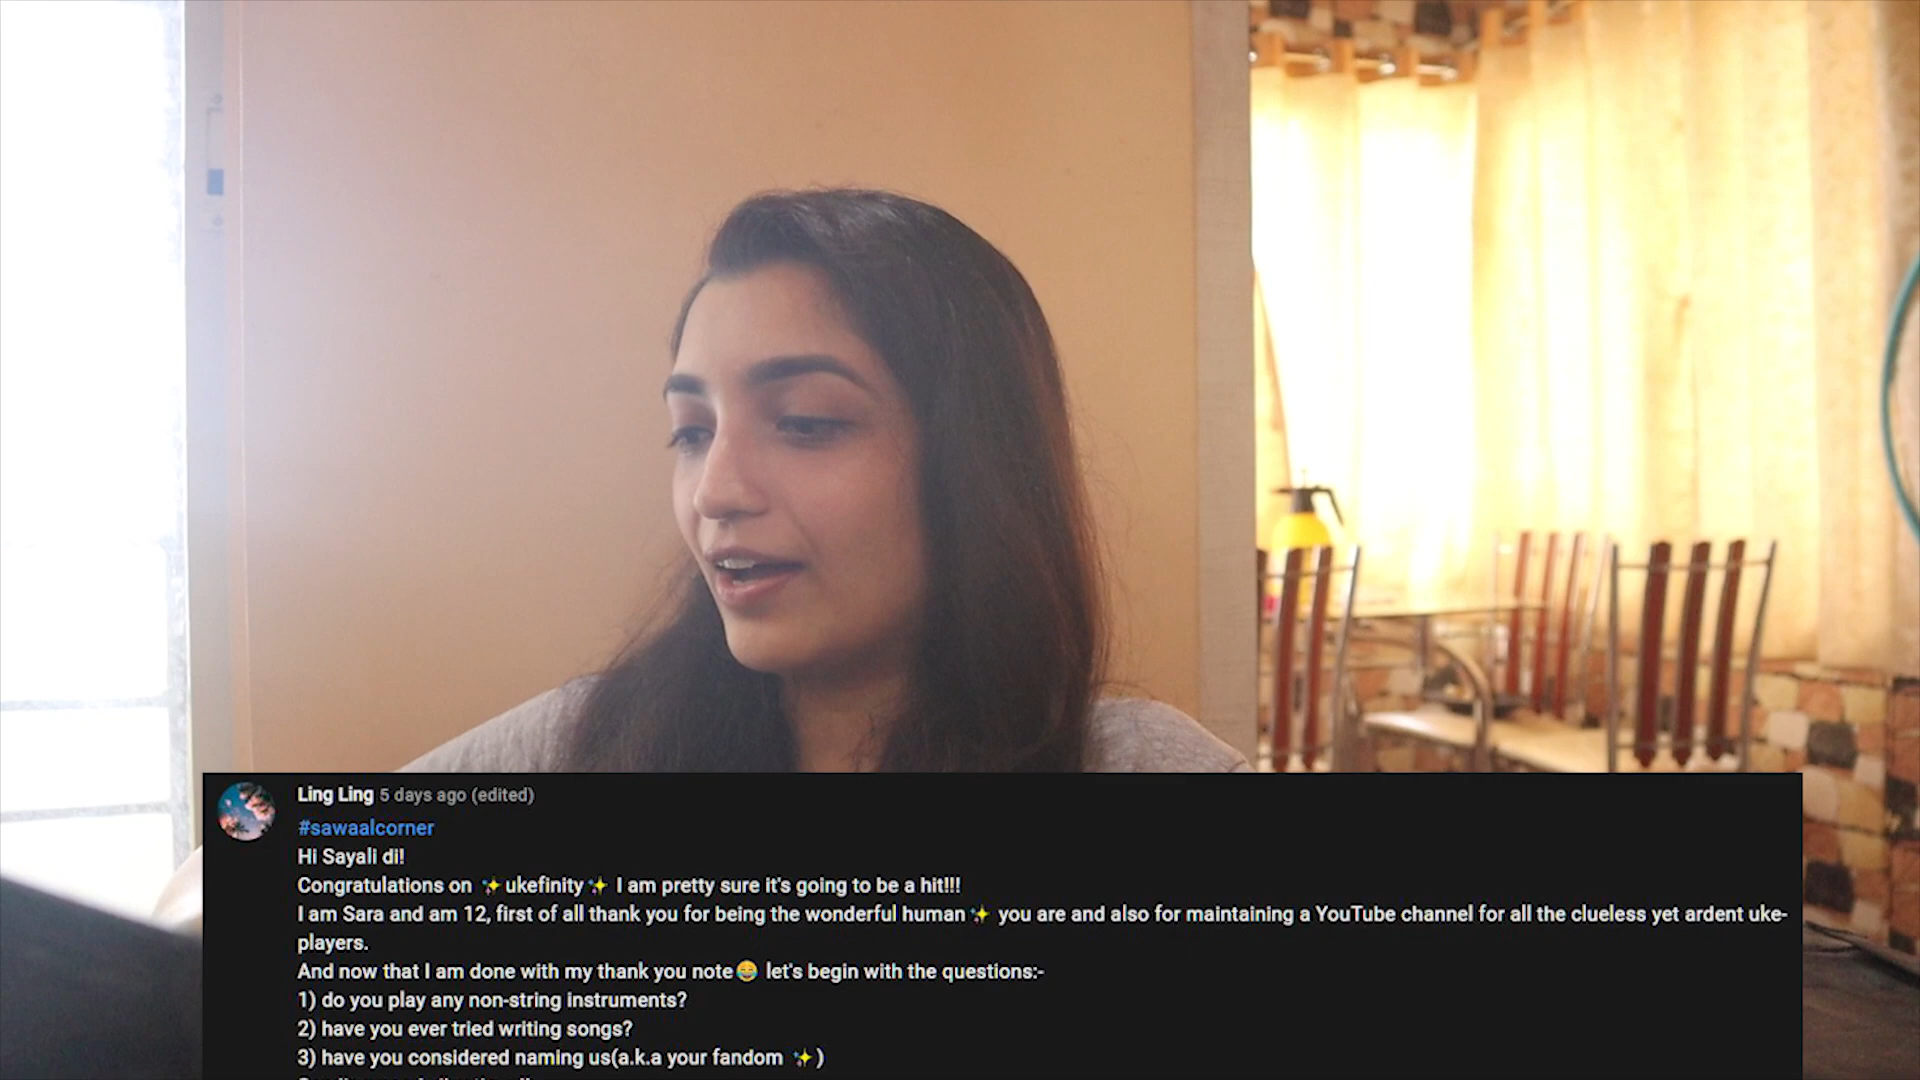 Ling Ling 5 days ago (edited)
#sawaalcorner
Hi Sayali di!
Congratulations on ✨ukefinity✨ I am pretty sure it's going to be a hit!!!
I am Sara and am 12, first of all thank you for being the wonderful human✨ you are and also for maintaining a YouTube channel for all the clueless yet ardent uke-
players.
And now that I am done with my thank you note😂 let's begin with the questions:-
1) do you play any non-string instruments?
2) have you ever tried writing songs?
3) have you considered naming us(a.k.a your fandom ✨)